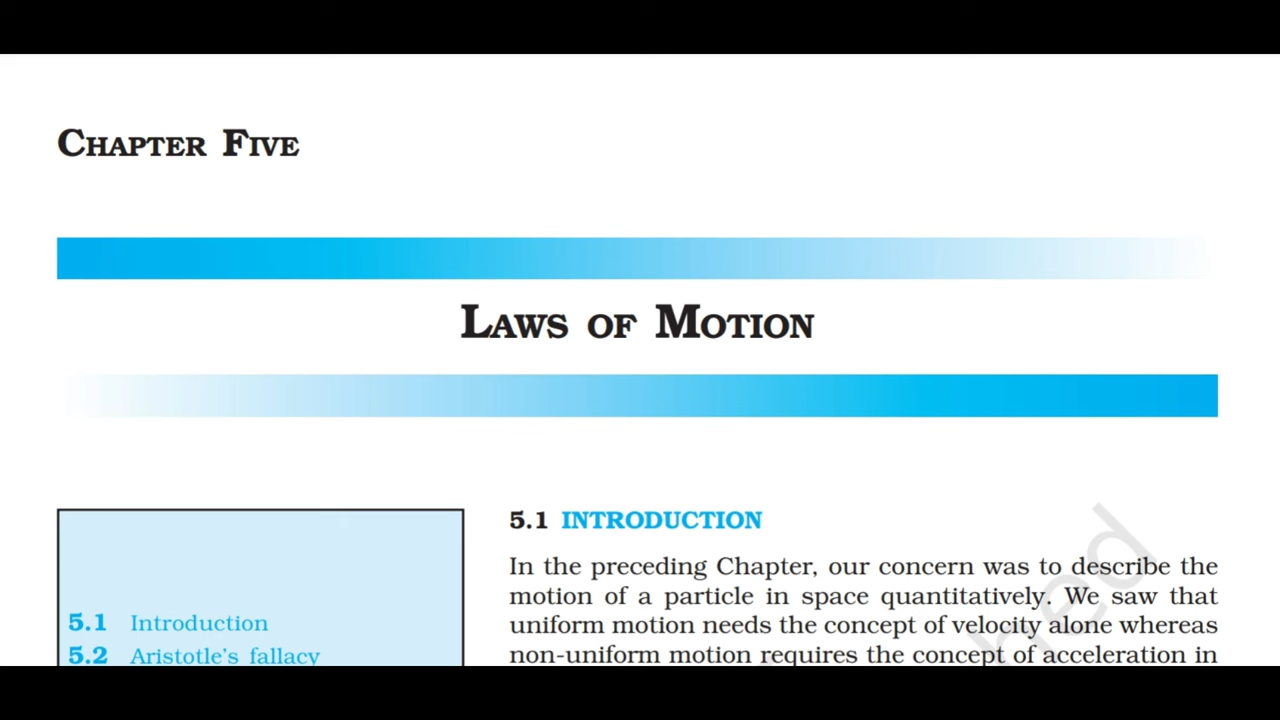 CHAPTER FIVE
LAWS OF MOTION
5.1 INTRODUCTION
In the preceding Chapter, our concern was to describe the
motion of a particle in space quantitatively. We saw that
uniform motion needs the concept of velocity alone whereas
non-uniform motion requires the concept of acceleration in
5.1 Introduction
5.2 Aristotle's fallacy